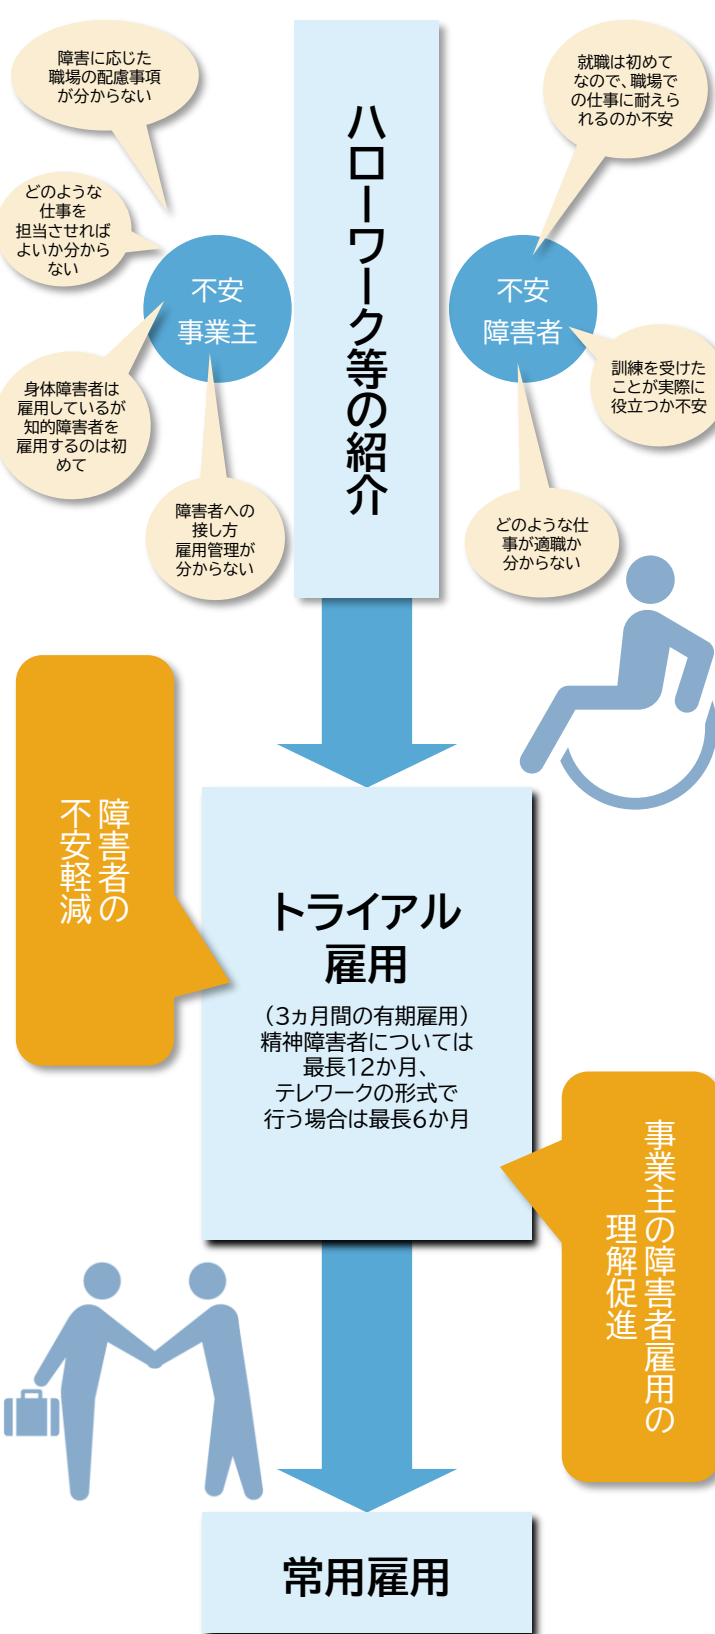 障害に応じた
職場の配慮事項
が分からない
どのような
仕事を
担当させれば
よいか分から
ない
不安
事業主
身体障害者は
雇用しているが
知的障害者を
雇用するのは初
めて
障害者への
接し方
雇用管理が
分からない
ハローワーク等の紹介
就職は初めて
なので、職場で
の仕事に耐えら
れるのか不安
不安
障害者
訓練を受けた
ことが実際に
役立つか不安
どのような仕
事が適職か
分からない
障害者の
不安軽減
トライアル
雇用
（3ヵ月間の有期雇用）
精神障害者については
最長12か月、
テレワークの形式で
行う場合は最長6か月
事業主の障害者雇用の
理解促進
常用雇用